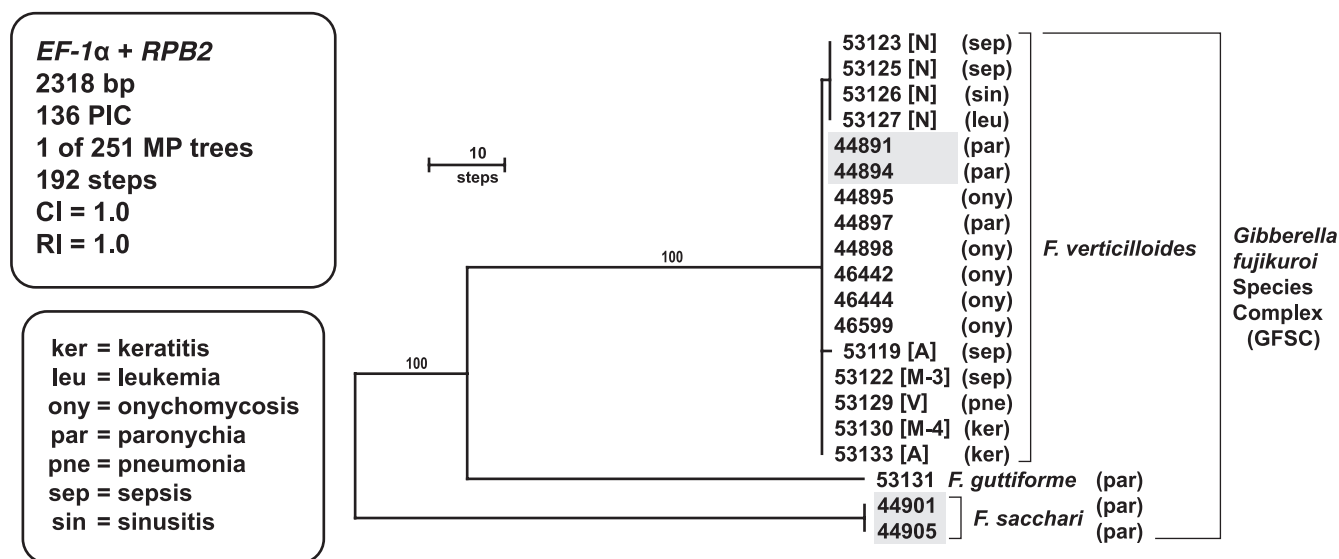 EF-1α + RPB2
2318 bp
136 PIC
1 of 251 MP trees
192 steps
CI = 1.0
RI = 1.0
ker = keratitis
leu = leukemia
ony = onychomycosis
par = paronychia
pne = pneumonia
sep = sepsis
sin = sinusitis
10
steps
100
100
53123 [N] (sep)
53125 [N] (sep)
53126 [N] (sin)
53127 [N] (leu)
44891 (par)
44894 (par)
44895 (ony)
44897 (par)
44898 (ony)
46442 (ony)
46444 (ony)
46599 (ony)
53119 [A] (sep)
53122 [M-3] (sep)
53129 [V] (pne)
53130 [M-4] (ker)
53133 [A] (ker)
F. verticilloides
53131 F. guttiforme (par)
44901 (par)
44905 (par)
F. sacchari
Gibberella
fujikuroi
Species
Complex
(GFSC)